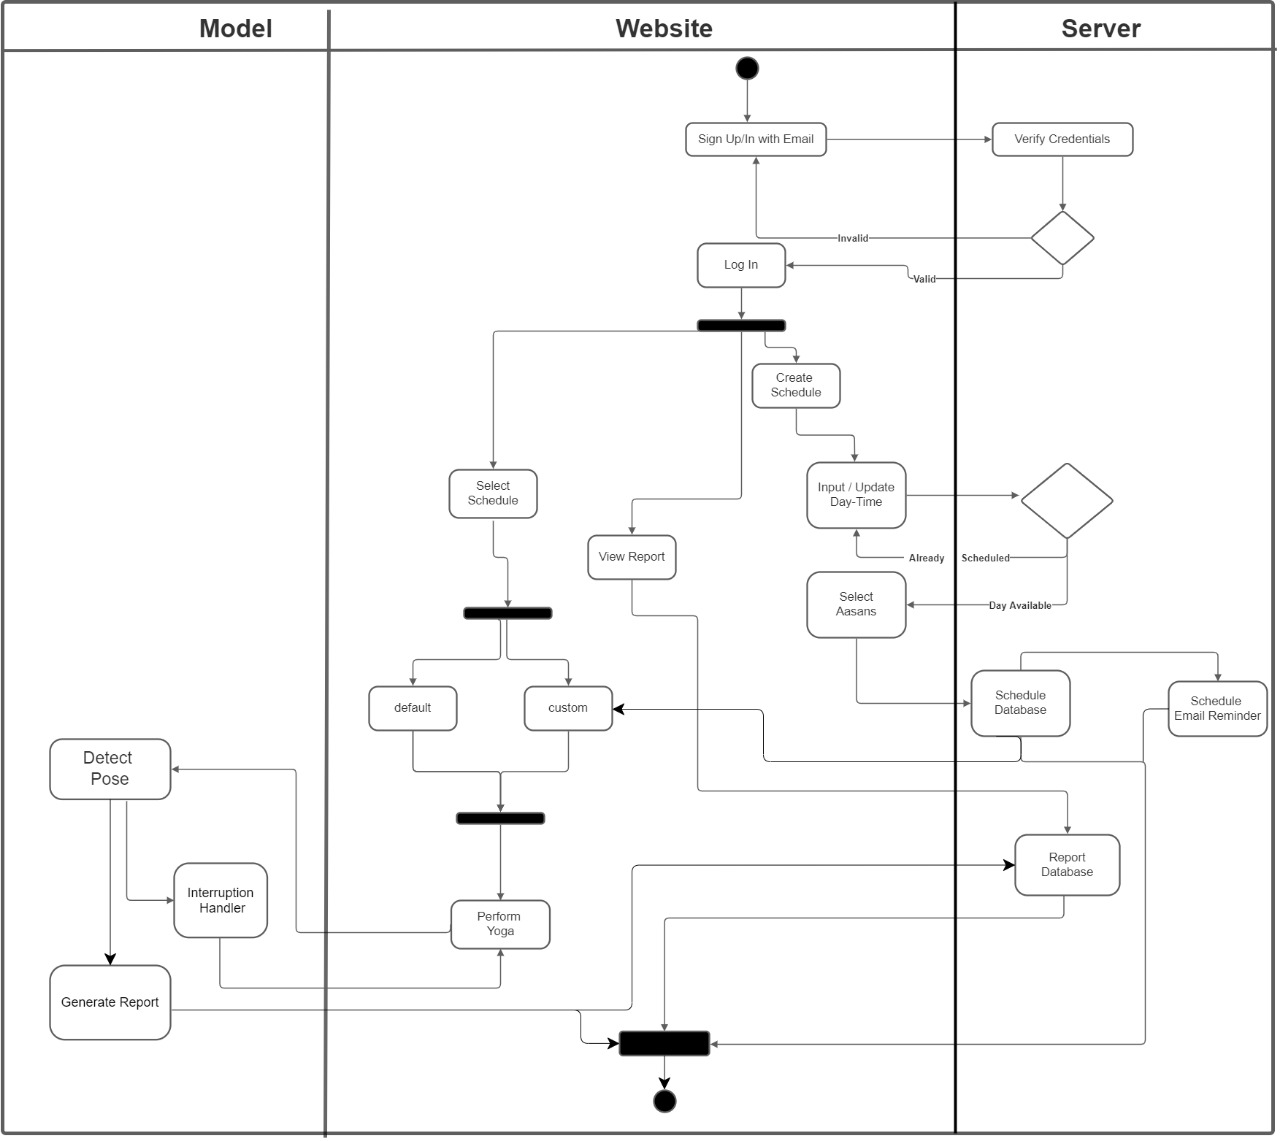 Model
Website
Server
Sign Up/In with Email
Verify Credentials
Invalid
Log In
Valid
Create
Schedule
Select
Schedule
Input / Update
Day-Time
View Report
Already Scheduled
Select
Aasans
Day Available
Schedule
Database
Schedule
Email Reminder
default
custom
Detect
Pose
Report
Database
Interruption
Handler
Perform
Yoga
Generate Report